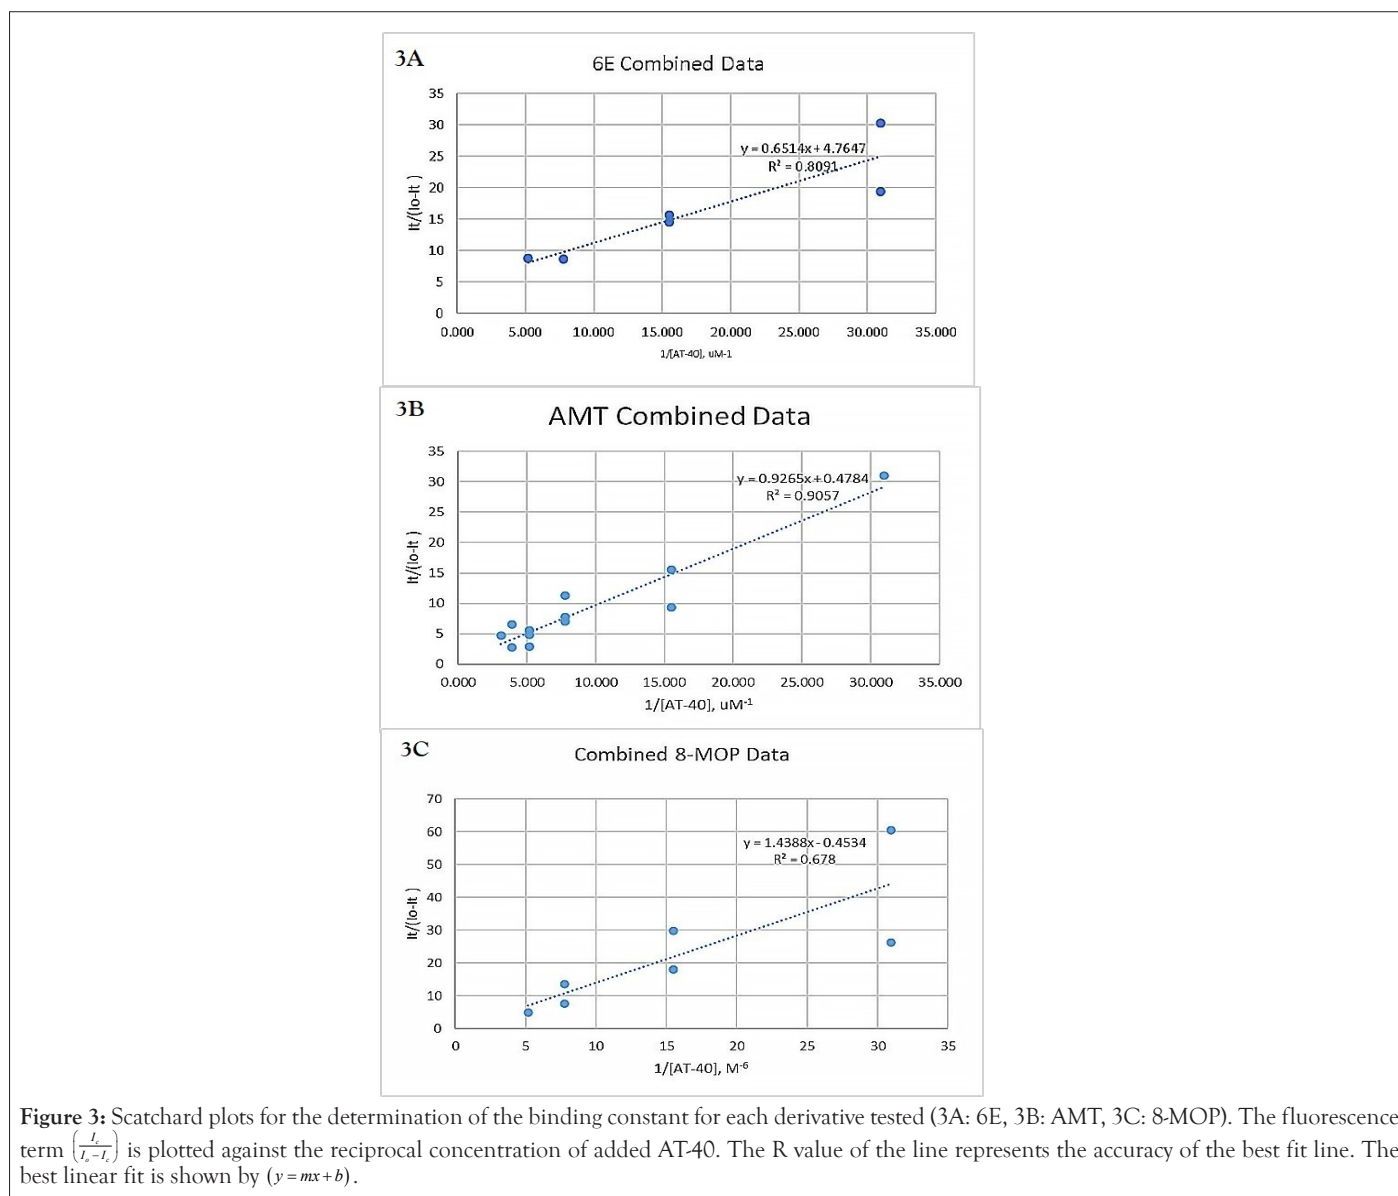 3A
6E Combined Data
35
30
25
20
15
10
5
0
It/(Io-It )
y = 0.6514x + 4.7647
R² = 0.8091
0.000 5.000 10.000 15.000 20.000 25.000 30.000 35.000
1/[AT-40], uM-1
3B
AMT Combined Data
35
30
25
20
15
10
5
0
It/(Io-It )
y = 0.9265x + 0.4784
R² = 0.9057
0.000 5.000 10.000 15.000 20.000 25.000 30.000 35.000
1/[AT-40], uM⁻¹
3C
Combined 8-MOP Data
70
60
50
40
30
20
10
0
It/(Io-It )
y = 1.4388x - 0.4534
R² = 0.678
0 5 10 15 20 25 30 35
1/[AT-40], M⁻⁶
Figure 3: Scatchard plots for the determination of the binding constant for each derivative tested (3A: 6E, 3B: AMT, 3C: 8-MOP). The fluorescence
term (I_c/(I_o-I_c)) is plotted against the reciprocal concentration of added AT-40. The R value of the line represents the accuracy of the best fit line. The
best linear fit is shown by (y = mx + b).